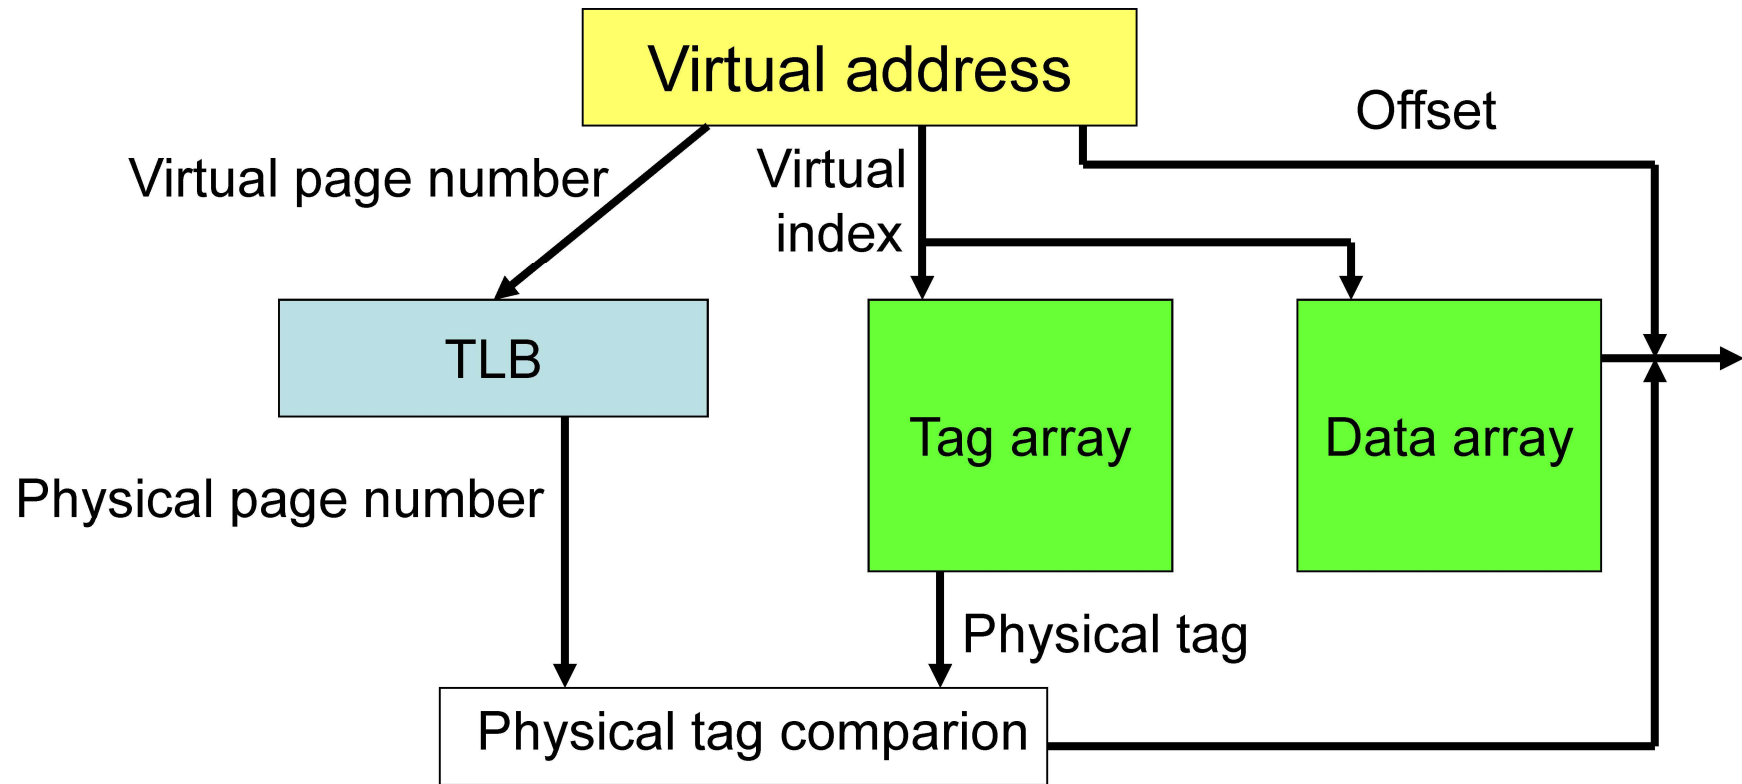 Virtual address
Offset
Virtual page number
Virtual
index
TLB
Tag array
Data array
Physical page number
Physical tag
Physical tag comparion